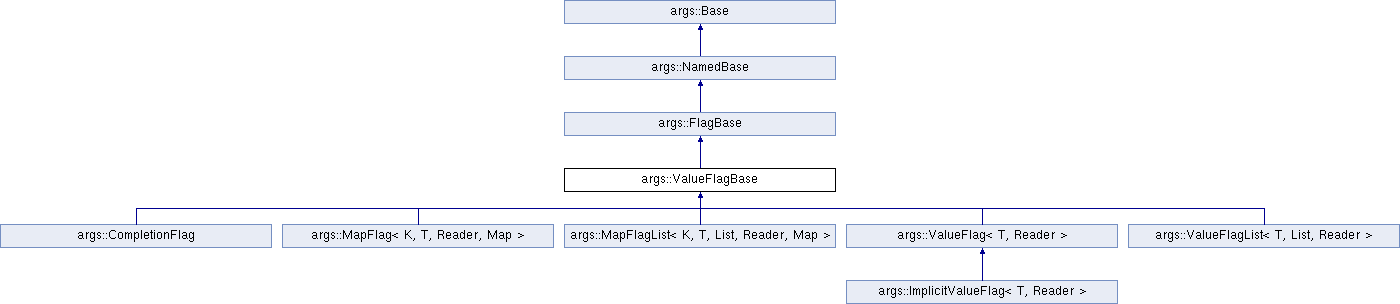 args::Base
args::NamedBase
args::FlagBase
args::ValueFlagBase
args::CompletionFlag
args::MapFlag< K, T, Reader, Map >
args::MapFlagList< K, T, List, Reader, Map >
args::ValueFlag< T, Reader >
args::ValueFlagList< T, List, Reader >
args::ImplicitValueFlag< T, Reader >